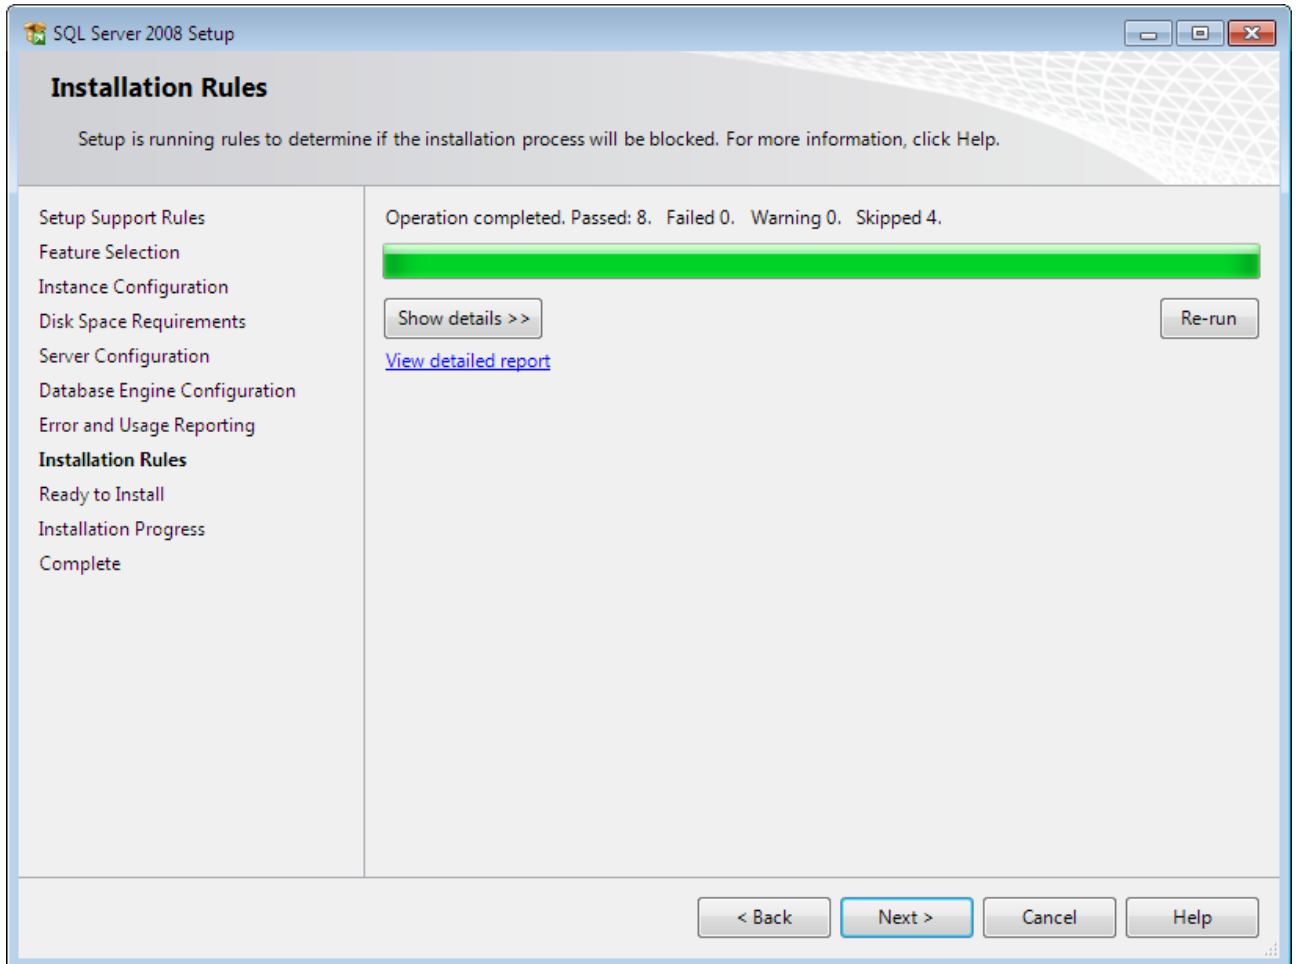 SQL Server 2008 Setup
Installation Rules
Setup is running rules to determine if the installation process will be blocked. For more information, click Help.
Setup Support Rules
Feature Selection
Instance Configuration
Disk Space Requirements
Server Configuration
Database Engine Configuration
Error and Usage Reporting
Installation Rules
Ready to Install
Installation Progress
Complete
Operation completed. Passed: 8.   Failed 0.   Warning 0.   Skipped 4.
Show details >>
Re-run
View detailed report
< Back
Next >
Cancel
Help